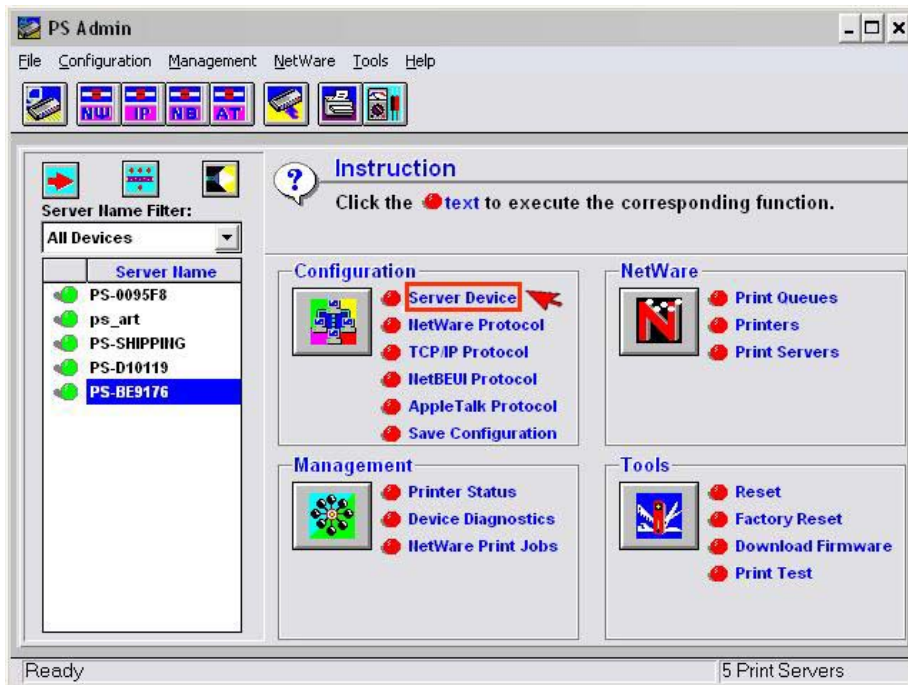 PS Admin
File Configuration Management NetWare Tools Help
NW IP NB AT
Instruction
Click the text to execute the corresponding function.
Server Name Filter:
All Devices
Server Name
PS-0095F8
ps_art
PS-SHIPPING
PS-D10119
PS-BE9176
Configuration
Server Device
NetWare Protocol
TCP/IP Protocol
NetBEUI Protocol
AppleTalk Protocol
Save Configuration
NetWare
N
Print Queues
Printers
Print Servers
Management
Printer Status
Device Diagnostics
NetWare Print Jobs
Tools
Reset
Factory Reset
Download Firmware
Print Test
Ready
5 Print Servers